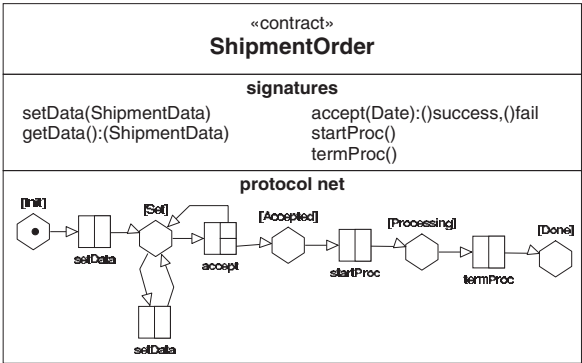 «contract»
ShipmentOrder
signatures
setData(ShipmentData)
getData():(ShipmentData)
accept(Date):()success,()fail
startProc()
termProc()
protocol net
[Init]
[Set]
[Accepted]
[Processing]
[Done]
setData
accept
startProc
termProc
setData